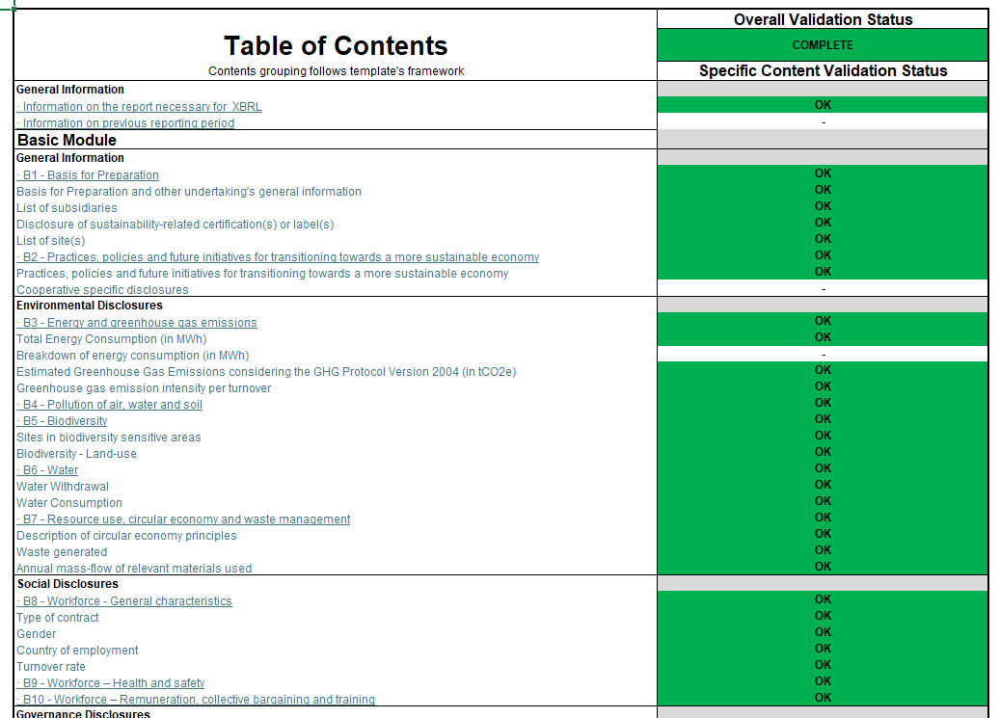 Overall Validation Status
Table of Contents
COMPLETE
Contents grouping follows template's framework
Specific Content Validation Status
General Information
· Information on the report necessary for XBRL OK
· Information on previous reporting period -
Basic Module
General Information
· B1 - Basis for Preparation OK
Basis for Preparation and other undertaking's general information OK
List of subsidiaries OK
Disclosure of sustainability-related certification(s) or label(s) OK
List of site(s) OK
· B2 - Practices, policies and future initiatives for transitioning towards a more sustainable economy OK
Practices, policies and future initiatives for transitioning towards a more sustainable economy OK
Cooperative specific disclosures -
Environmental Disclosures
· B3 - Energy and greenhouse gas emissions OK
Total Energy Consumption (in MWh) OK
Breakdown of energy consumption (in MWh) -
Estimated Greenhouse Gas Emissions considering the GHG Protocol Version 2004 (in tCO2e) OK
Greenhouse gas emission intensity per turnover OK
· B4 - Pollution of air, water and soil OK
· B5 - Biodiversity OK
Sites in biodiversity sensitive areas OK
Biodiversity - Land-use OK
· B6 - Water OK
Water Withdrawal OK
Water Consumption OK
· B7 - Resource use, circular economy and waste management OK
Description of circular economy principles OK
Waste generated OK
Annual mass-flow of relevant materials used OK
Social Disclosures
· B8 - Workforce - General characteristics OK
Type of contract OK
Gender OK
Country of employment OK
Turnover rate OK
· B9 - Workforce – Health and safety OK
· B10 - Workforce – Remuneration, collective bargaining and training OK
Governance Disclosures